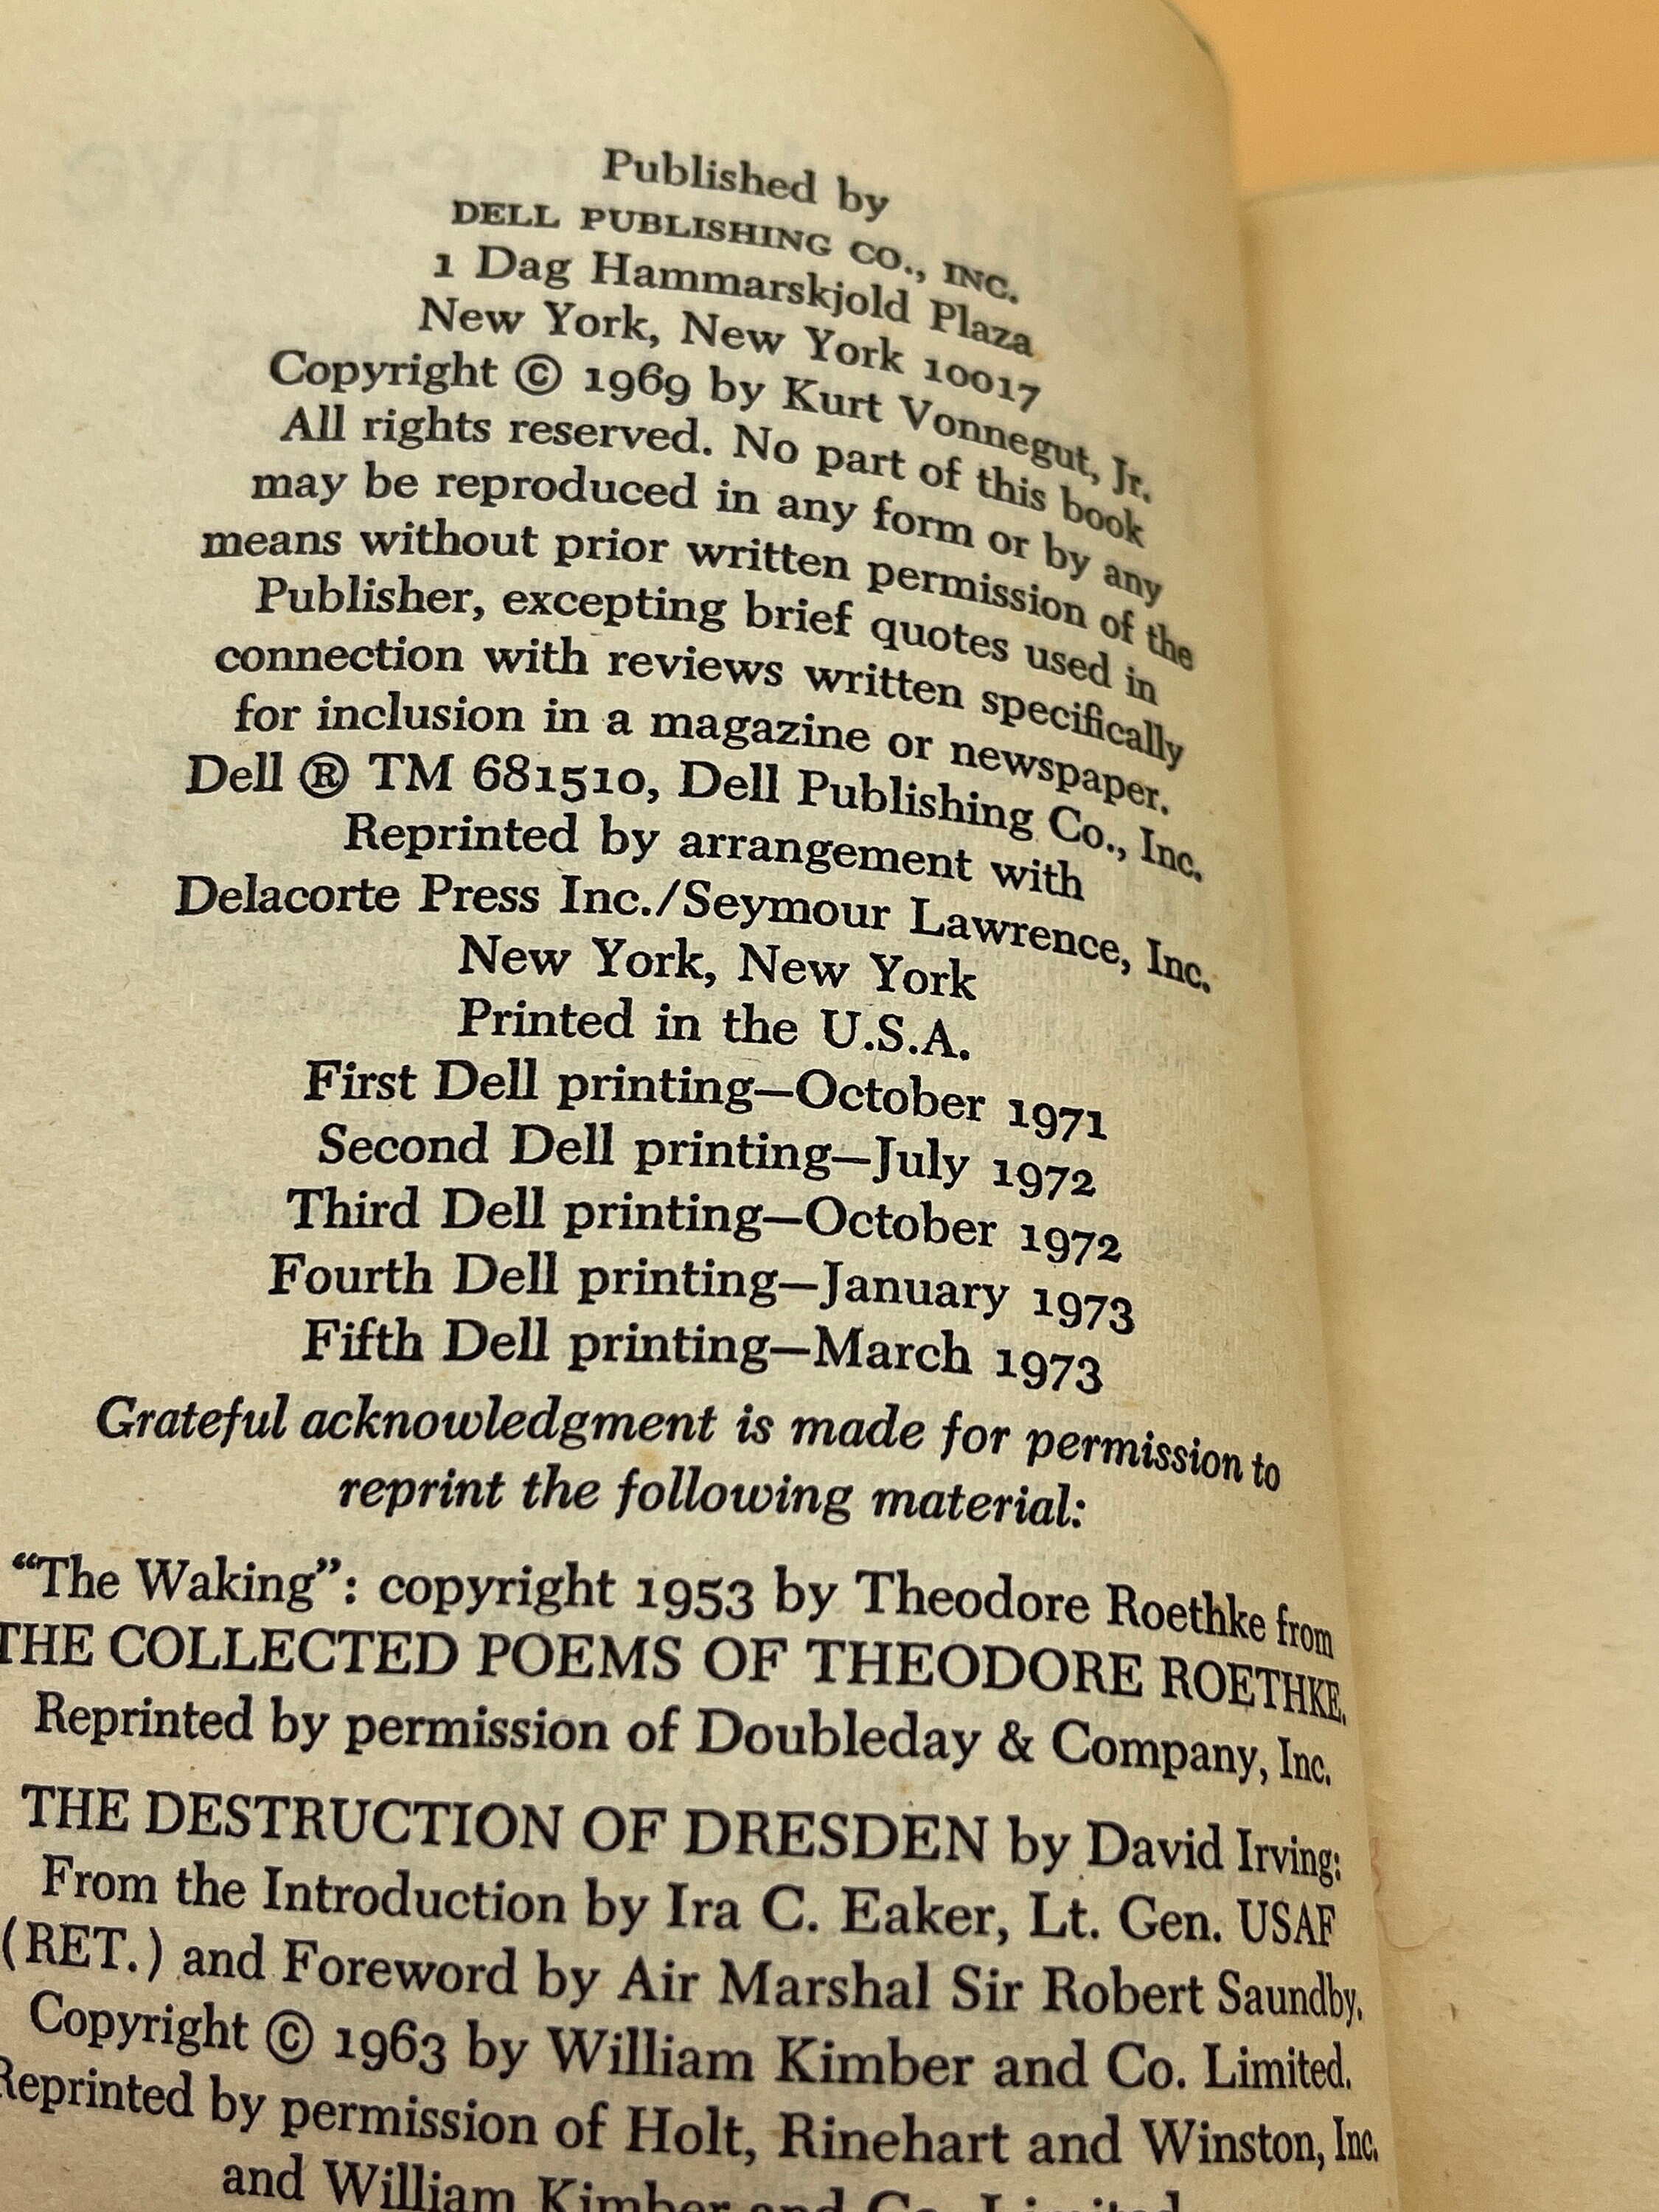 Published by
DELL PUBLISHING CO., INC.
1 Dag Hammarskjold Plaza
New York, New York 10017
Copyright © 1969 by Kurt Vonnegut, Jr.
All rights reserved. No part of this book
may be reproduced in any form or by any
means without prior written permission of the
Publisher, excepting brief quotes used in
connection with reviews written specifically
for inclusion in a magazine or newspaper.
Dell ® TM 681510, Dell Publishing Co., Inc.
Reprinted by arrangement with
Delacorte Press Inc./Seymour Lawrence, Inc.
New York, New York
Printed in the U.S.A.
First Dell printing—October 1971
Second Dell printing—July 1972
Third Dell printing—October 1972
Fourth Dell printing—January 1973
Fifth Dell printing—March 1973
Grateful acknowledgment is made for permission to
reprint the following material:
“The Waking”: copyright 1953 by Theodore Roethke from
THE COLLECTED POEMS OF THEODORE ROETHKE.
Reprinted by permission of Doubleday & Company, Inc.
THE DESTRUCTION OF DRESDEN by David Irving:
From the Introduction by Ira C. Eaker, Lt. Gen. USAF
(RET.) and Foreword by Air Marshal Sir Robert Saundby.
Copyright © 1963 by William Kimber and Co. Limited.
Reprinted by permission of Holt, Rinehart and Winston, Inc.
and William Kimber and Co. Limited